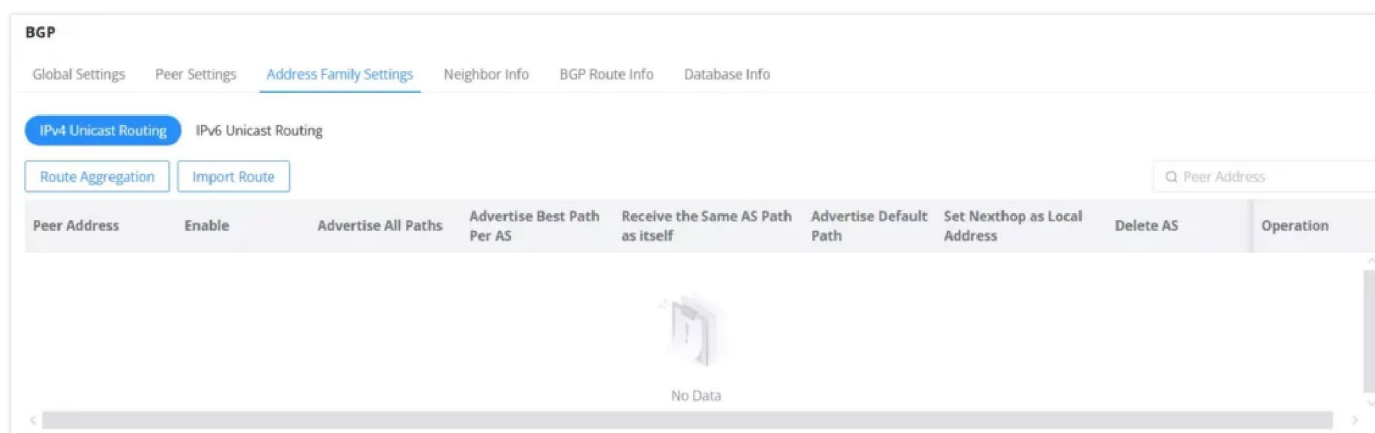 BGP
Global Settings Peer Settings Address Family Settings Neighbor Info BGP Route Info Database Info
IPv4 Unicast Routing IPv6 Unicast Routing
Route Aggregation Import Route Peer Address
Peer Address Enable Advertise All Paths Advertise Best Path Per AS Receive the Same AS Path as itself Advertise Default Path Set Nexthop as Local Address Delete AS Operation
No Data